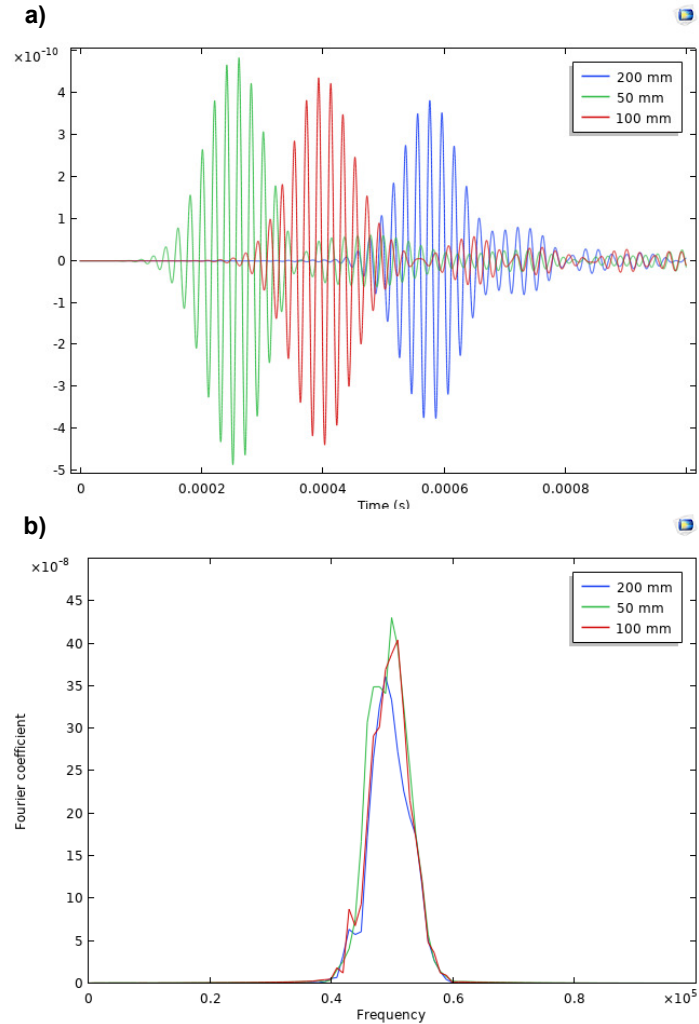 a)
×10⁻¹⁰
200 mm
50 mm
100 mm
4
3
2
1
0
-1
-2
-3
-4
-5
0 0.0002 0.0004 0.0006 0.0008
Time (s)
b)
×10⁻⁸
200 mm
50 mm
100 mm
45
40
35
30
25
20
15
10
5
0
Fourier coefficient
0 0.2 0.4 0.6 0.8 ×10⁵
Frequency